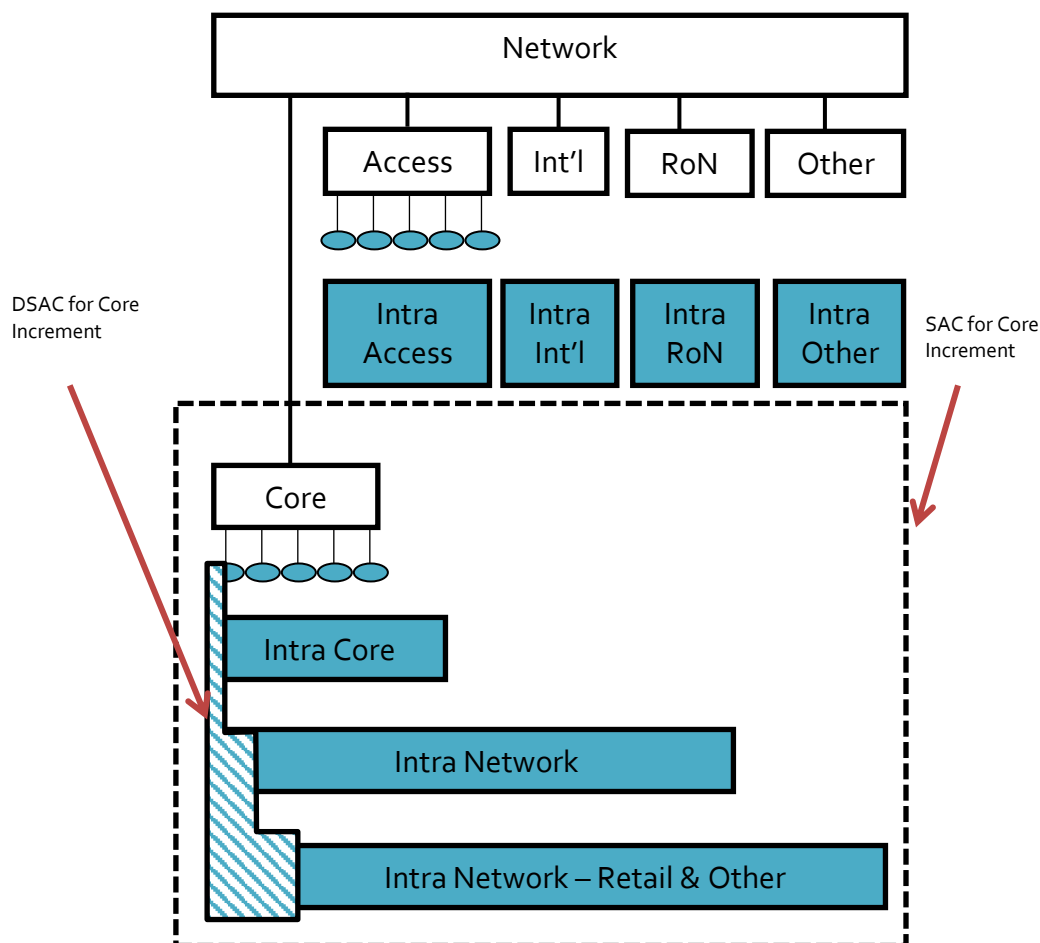 Network
Access
Int'l
RoN
Other
DSAC for Core
Increment
Intra
Access
Intra
Int'l
Intra
RoN
Intra
Other
SAC for Core
Increment
Core
Intra Core
Intra Network
Intra Network – Retail & Other